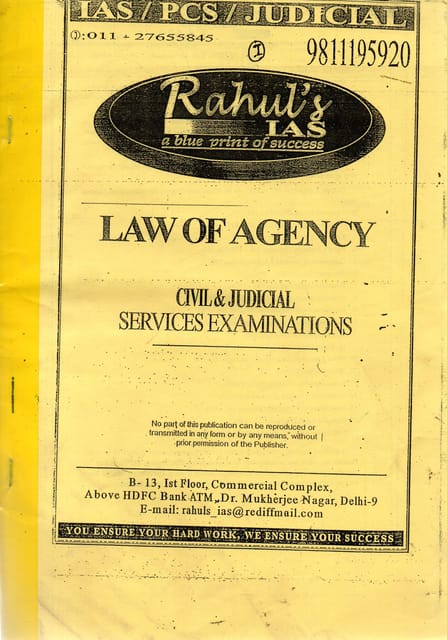 IAS / PCS / JUDICIAL
✆:011 - 27655845
I
9811195920
Rahul's
IAS
a blue print of success
LAW OF AGENCY
CIVIL & JUDICIAL
SERVICES EXAMINATIONS
No part of this publication can be reproduced or
transmitted in any form or by any means, without
prior permission of the Publisher.
B- 13, Ist Floor, Commercial Complex,
Above HDFC Bank ATM, Dr. Mukherjee Nagar, Delhi-9
E-mail: rahuls_ias@rediffmail.com
YOU ENSURE YOUR HARD WORK, WE ENSURE YOUR SUCCESS